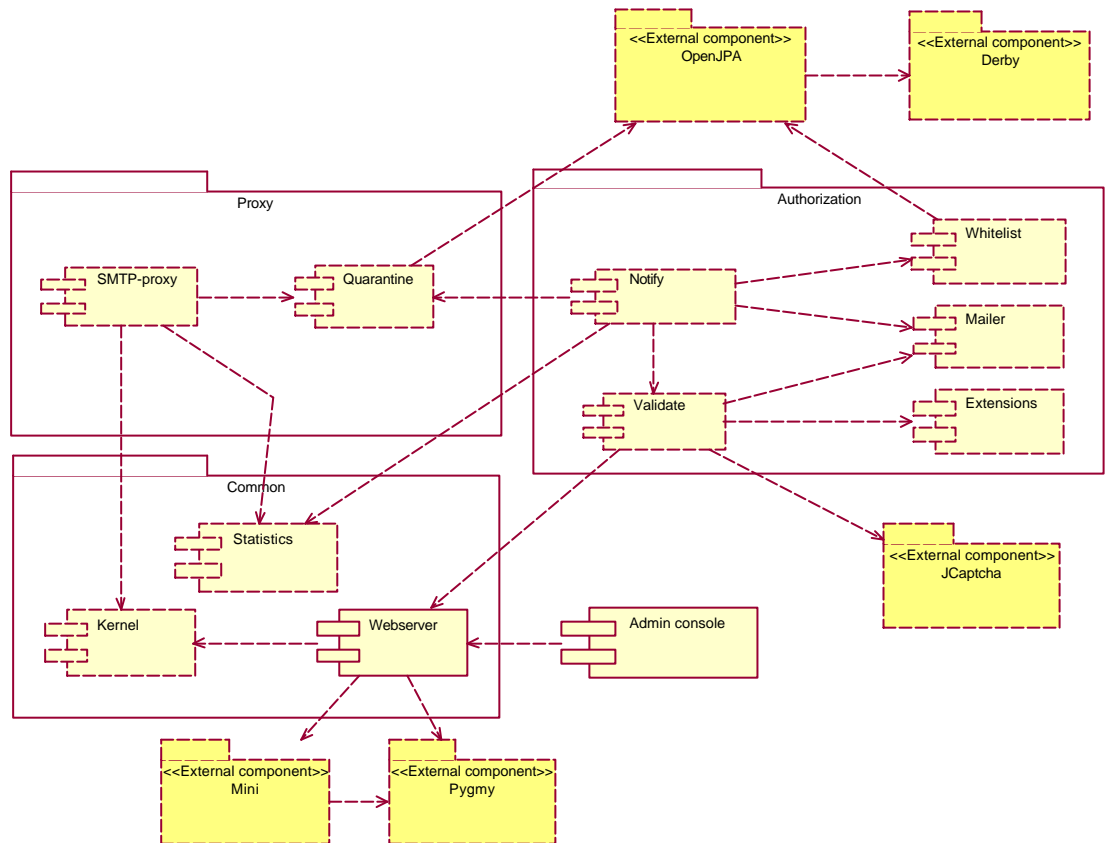 <<External component>>
OpenJPA
<<External component>>
Derby
Proxy
Authorization
SMTP-proxy
Quarantine
Notify
Whitelist
Mailer
Validate
Extensions
Common
Statistics
<<External component>>
JCaptcha
Kernel
Webserver
Admin console
<<External component>>
Mini
<<External component>>
Pygmy